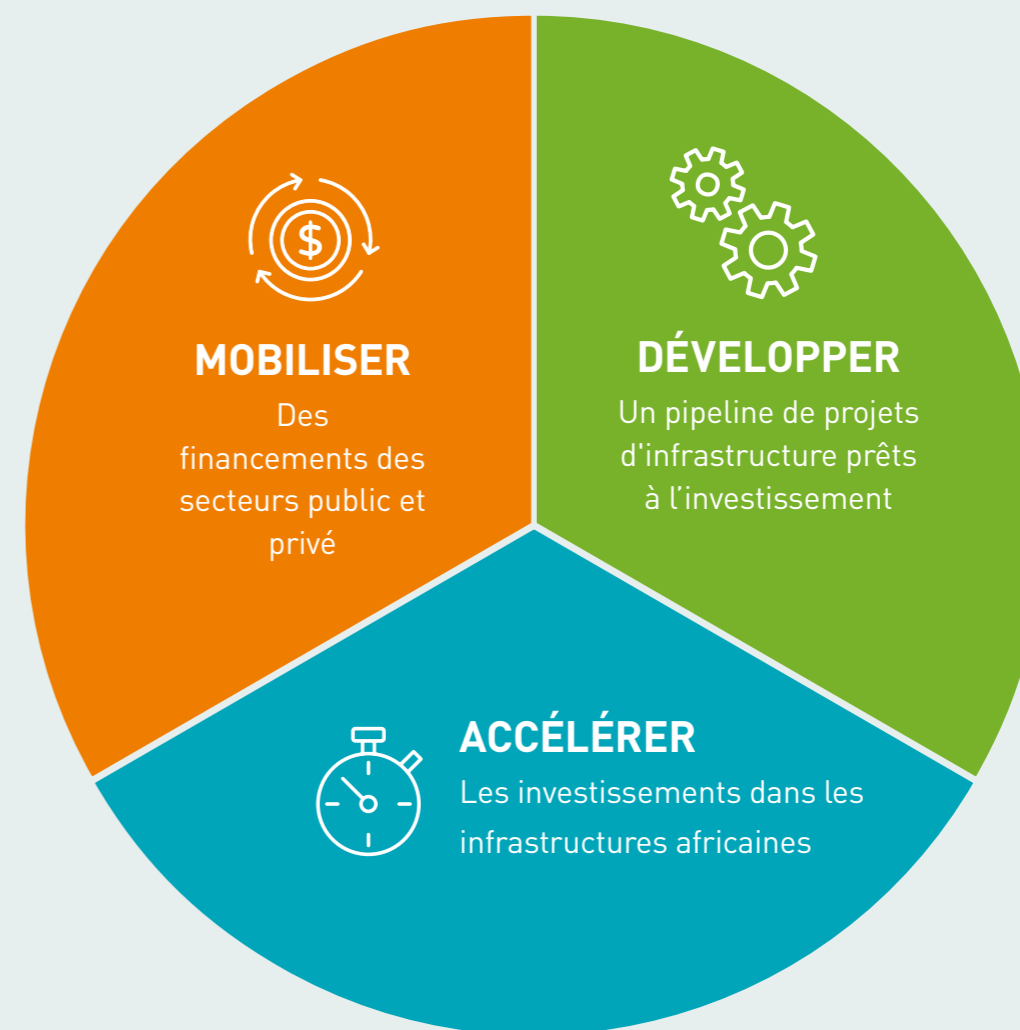 $
MOBILISER
Des
financements des
secteurs public et
privé
DÉVELOPPER
Un pipeline de projets
d'infrastructure prêts
à l’investissement
ACCÉLÉRER
Les investissements dans les
infrastructures africaines